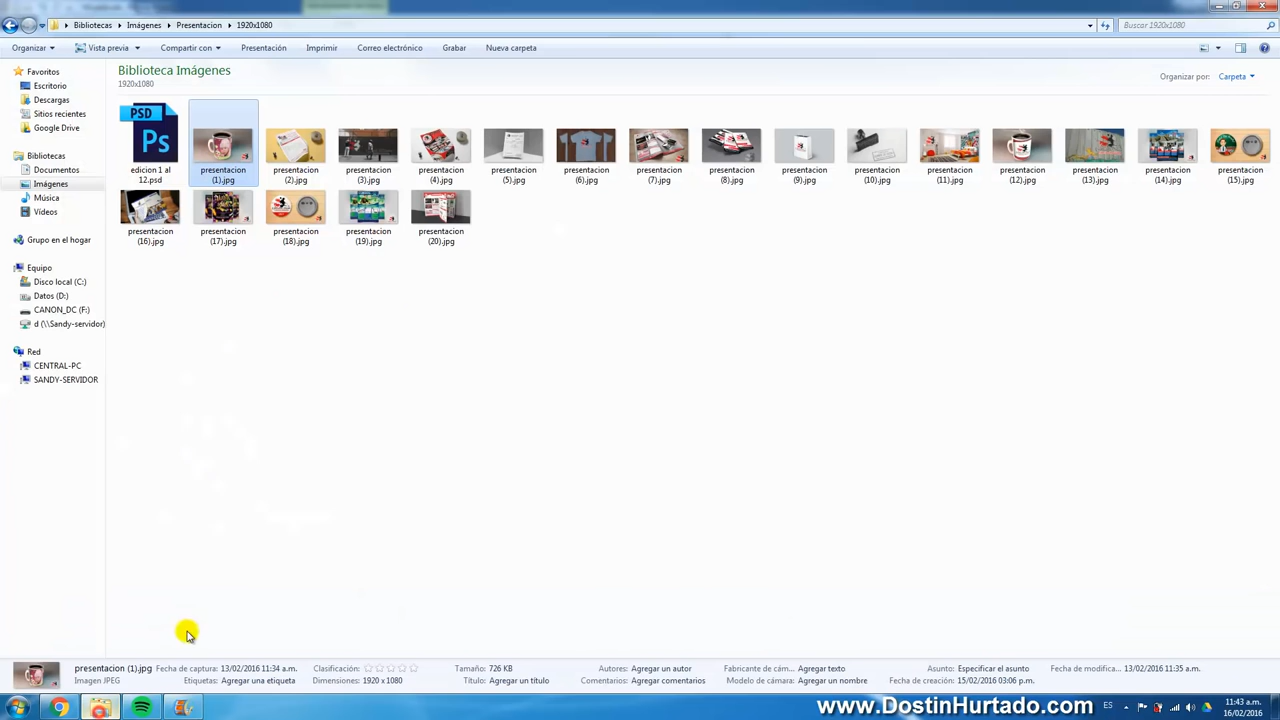 Bibliotecas ▸ Imágenes ▸ Presentacion ▸ 1920x1080
Buscar 1920x1080
Organizar Vista previa Compartir con Presentación Imprimir Correo electrónico Grabar Nueva carpeta
Favoritos
Escritorio
Descargas
Sitios recientes
Google Drive
Bibliotecas
Documentos
Imágenes
Música
Vídeos
Grupo en el hogar
Equipo
Disco local (C:)
Datos (D:)
CANON_DC (F:)
d (\\Sandy-servidor)
Red
CENTRAL-PC
SANDY-SERVIDOR
Biblioteca Imágenes
1920x1080
Organizar por: Carpeta
PSD
Ps
edicion 1 al 12.psd
presentacion (1).jpg
presentacion (2).jpg
presentacion (3).jpg
presentacion (4).jpg
presentacion (5).jpg
presentacion (6).jpg
presentacion (7).jpg
presentacion (8).jpg
presentacion (9).jpg
presentacion (10).jpg
presentacion (11).jpg
presentacion (12).jpg
presentacion (13).jpg
presentacion (14).jpg
presentacion (15).jpg
presentacion (16).jpg
presentacion (17).jpg
presentacion (18).jpg
presentacion (19).jpg
presentacion (20).jpg
presentacion (1).jpg Fecha de captura: 13/02/2016 11:34 a.m. Clasificación: Tamaño: 726 KB Autores: Agregar un autor Fabricante de cám... Agregar texto Asunto: Especificar el asunto Fecha de modifica... 13/02/2016 11:35 a.m.
Imagen JPEG Etiquetas: Agregar una etiqueta Dimensiones: 1920 x 1080 Título: Agregar un título Comentarios: Agregar comentarios Modelo de cámara: Agregar un nombre Fecha de creación: 15/02/2016 03:06 p.m.
www.DostinHurtado.com
ES
11:43 a.m.
16/02/2016